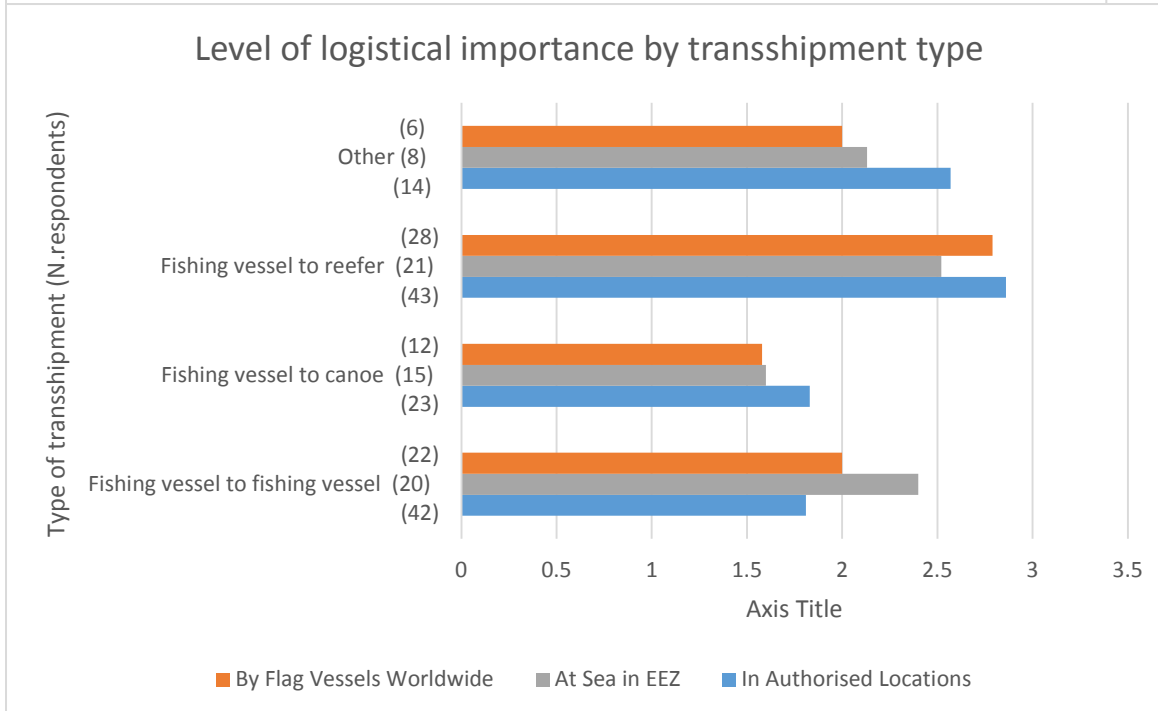 Level of logistical importance by transshipment type
Type of transshipment (N.respondents)
(6)
Other (8)
(14)
(28)
Fishing vessel to reefer (21)
(43)
(12)
Fishing vessel to canoe (15)
(23)
(22)
Fishing vessel to fishing vessel (20)
(42)
0 0.5 1 1.5 2 2.5 3 3.5
Axis Title
By Flag Vessels Worldwide At Sea in EEZ In Authorised Locations